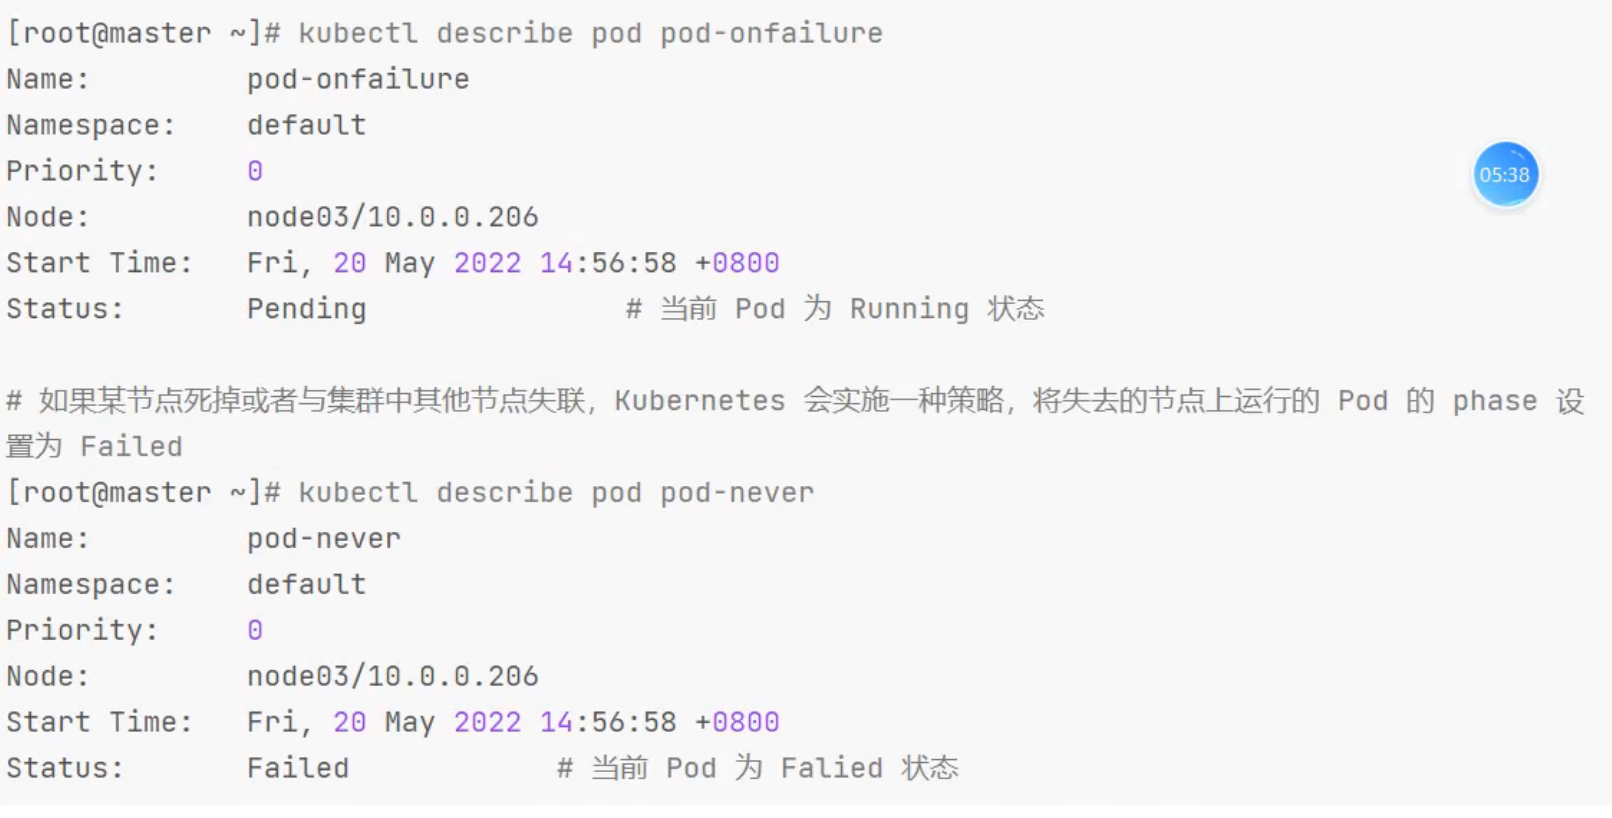 [root@master ~]# kubectl describe pod pod-onfailure
Name:         pod-onfailure
Namespace:    default
Priority:     0
Node:         node03/10.0.0.206
Start Time:   Fri, 20 May 2022 14:56:58 +0800
Status:       Pending               # 当前 Pod 为 Running 状态
05:38
# 如果某节点死掉或者与集群中其他节点失联，Kubernetes 会实施一种策略，将失去的节点上运行的 Pod 的 phase 设
置为 Failed
[root@master ~]# kubectl describe pod pod-never
Name:         pod-never
Namespace:    default
Priority:     0
Node:         node03/10.0.0.206
Start Time:   Fri, 20 May 2022 14:56:58 +0800
Status:       Failed            # 当前 Pod 为 Falied 状态